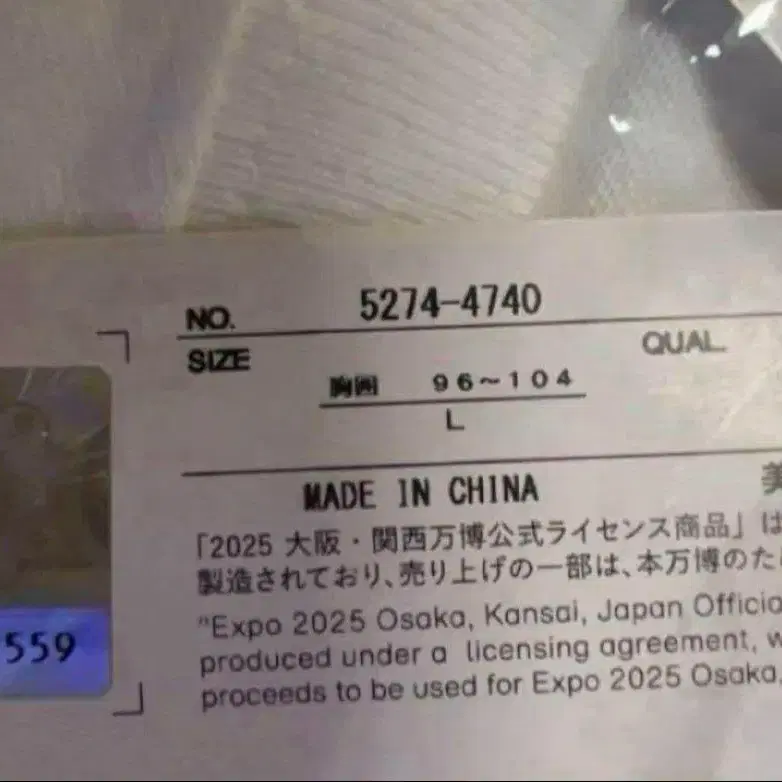 NO. 5274-4740
SIZE QUAL.
胸囲 96~104
L
MADE IN CHINA
美
「2025 大阪・関西万博公式ライセンス商品」は
製造されており、売り上げの一部は、本万博のため
"Expo 2025 Osaka, Kansai, Japan Officia
produced under a licensing agreement, w
proceeds to be used for Expo 2025 Osaka,
559